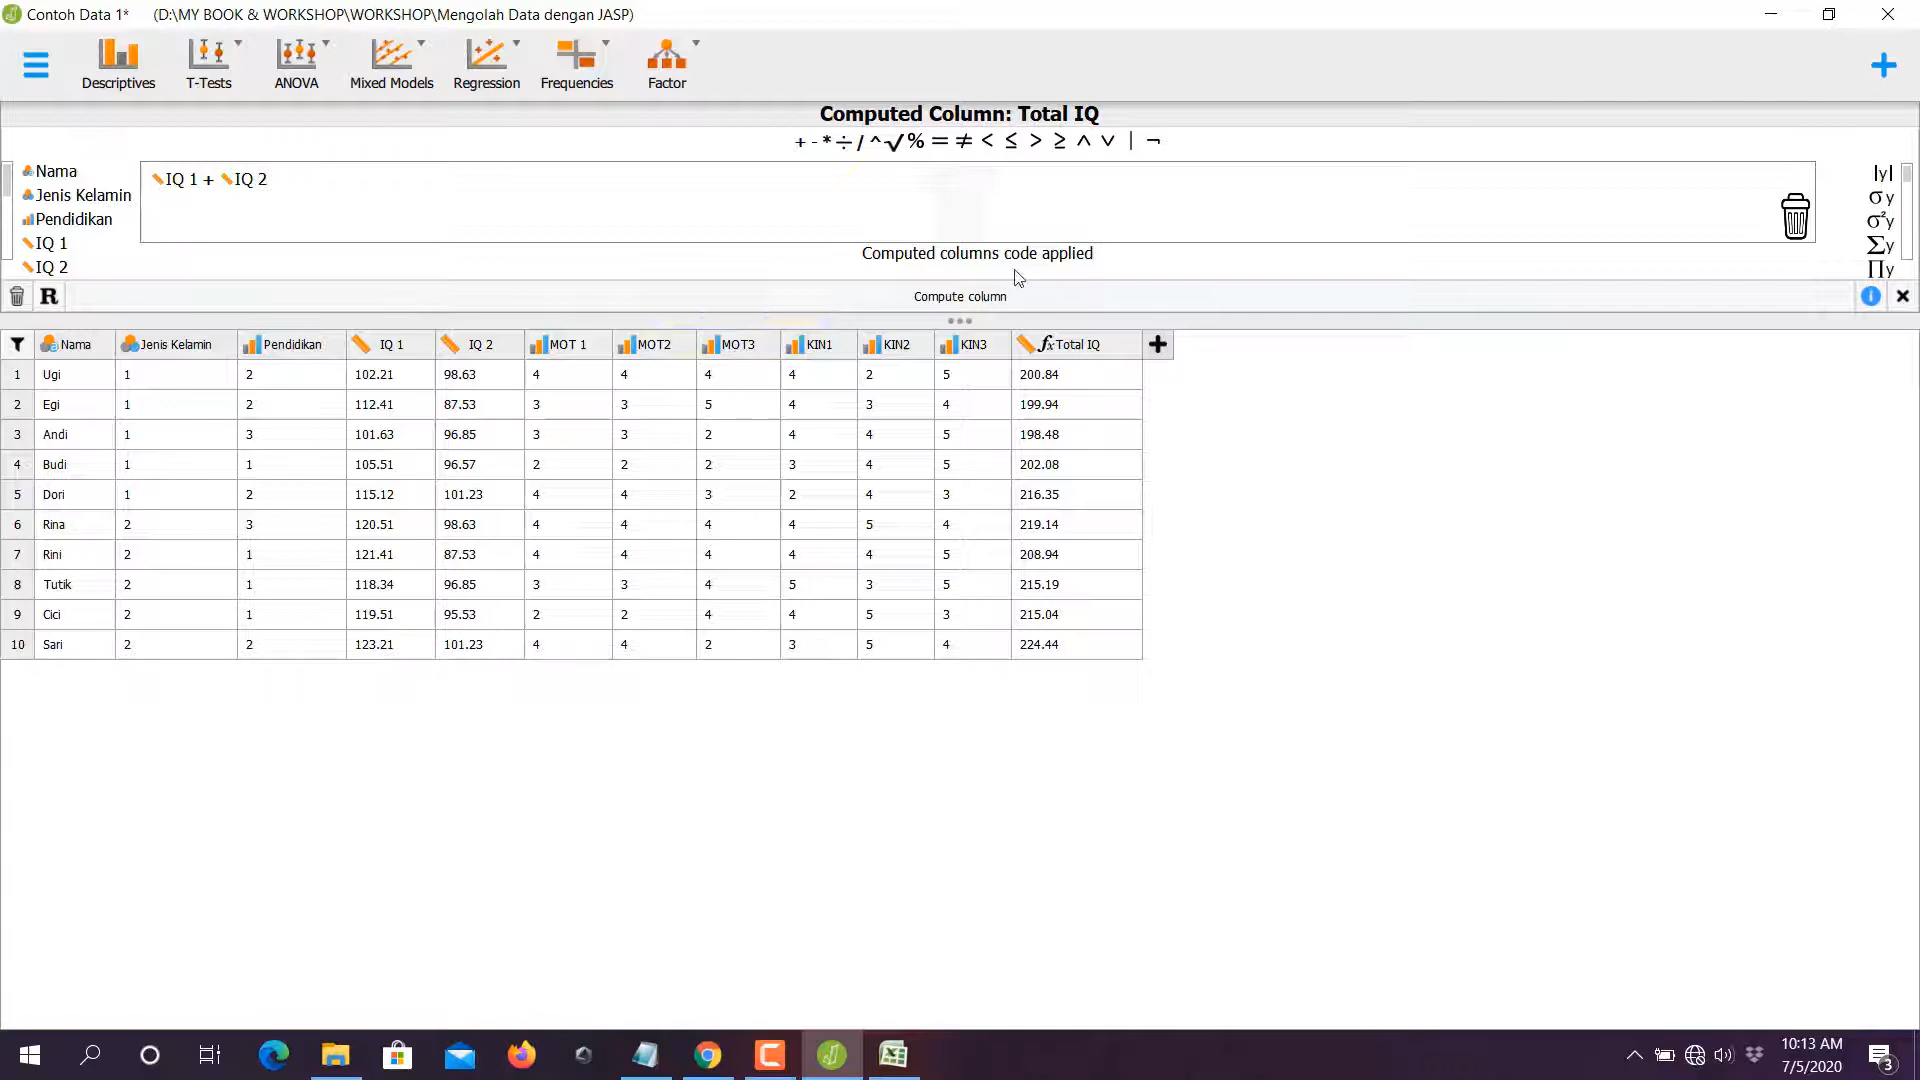 Contoh Data 1* (D:\MY BOOK & WORKSHOP\WORKSHOP\Mengolah Data dengan JASP)
Descriptives T-Tests ANOVA Mixed Models Regression Frequencies Factor
Computed Column: Total IQ
+ - * ÷ / ^ √ % = ≠ < ≤ > ≥ ∧ ∨ | ¬
Nama
Jenis Kelamin
Pendidikan
IQ 1
IQ 2
IQ 1 + IQ 2
|y|
σy
σ²y
Σy
∏y
Computed columns code applied
R Compute column
Nama Jenis Kelamin Pendidikan IQ 1 IQ 2 MOT 1 MOT2 MOT3 KIN1 KIN2 KIN3 fx Total IQ
1 Ugi 1 2 102.21 98.63 4 4 4 4 2 5 200.84
2 Egi 1 2 112.41 87.53 3 3 5 4 3 4 199.94
3 Andi 1 3 101.63 96.85 3 3 2 4 4 5 198.48
4 Budi 1 1 105.51 96.57 2 2 2 3 4 5 202.08
5 Dori 1 2 115.12 101.23 4 4 3 2 4 3 216.35
6 Rina 2 3 120.51 98.63 4 4 4 4 5 4 219.14
7 Rini 2 1 121.41 87.53 4 4 4 4 4 5 208.94
8 Tutik 2 1 118.34 96.85 3 3 4 5 3 5 215.19
9 Cici 2 1 119.51 95.53 2 2 4 4 5 3 215.04
10 Sari 2 2 123.21 101.23 4 4 2 3 5 4 224.44
10:13 AM
7/5/2020
3